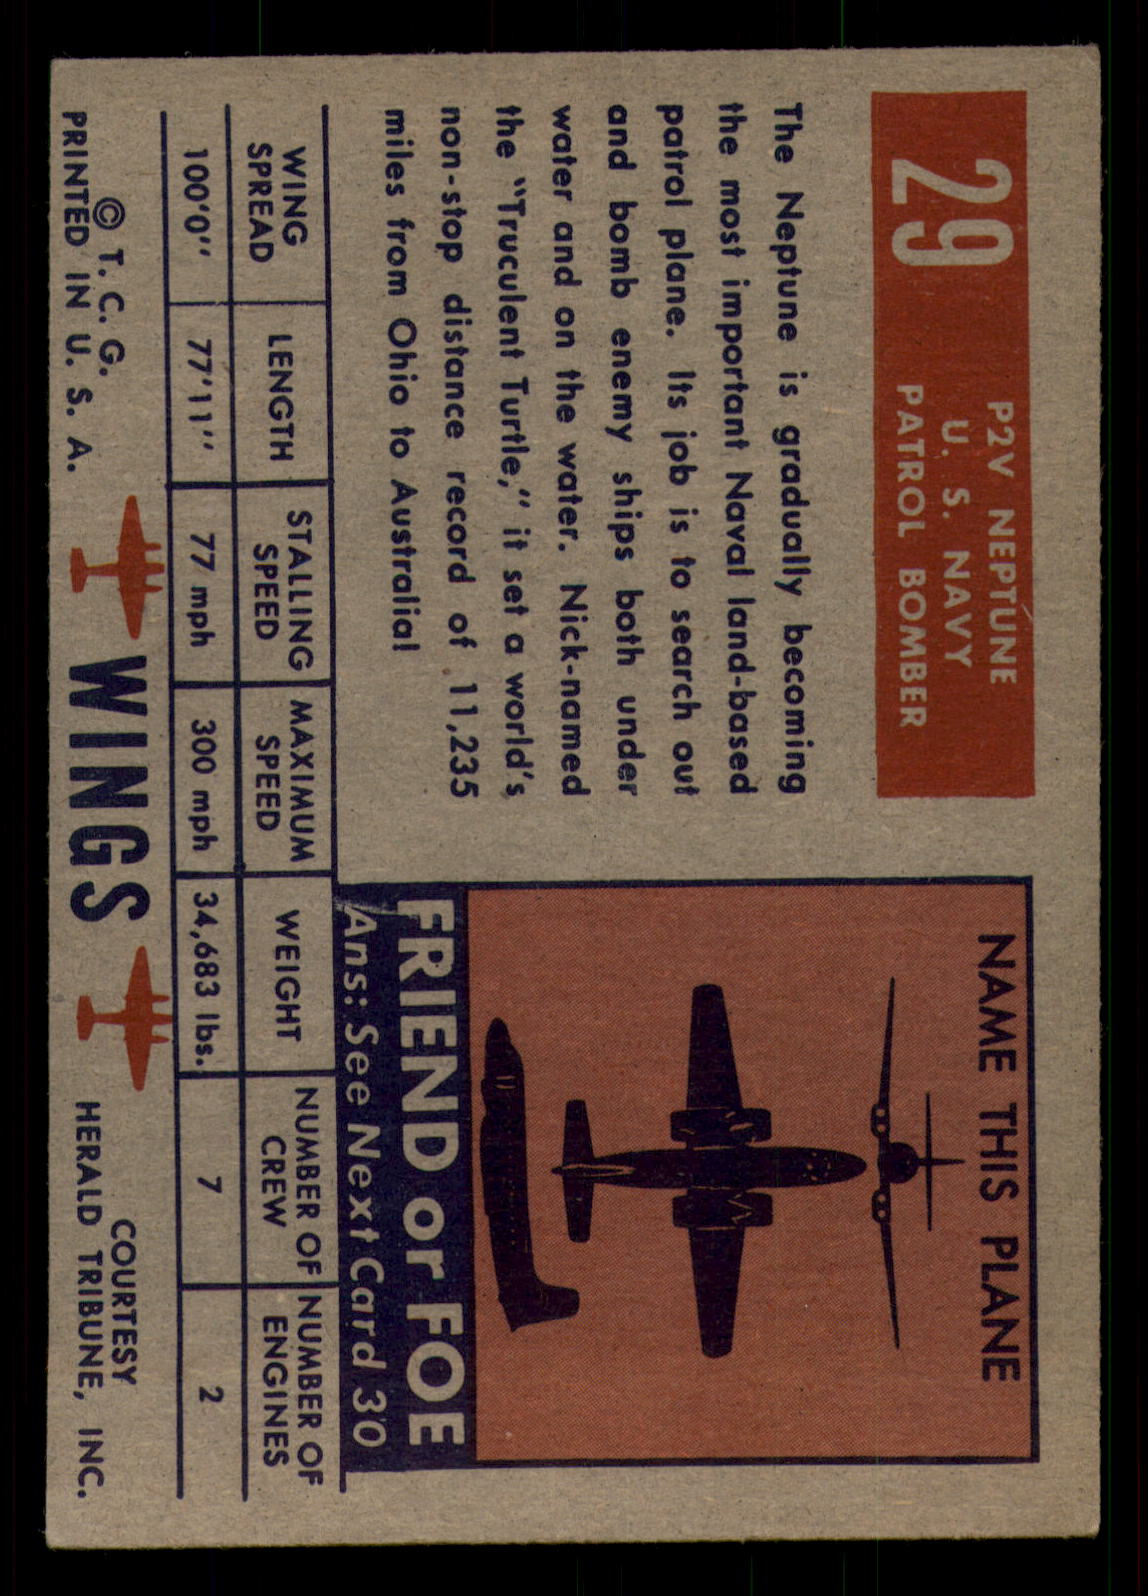 29
P2V NEPTUNE
U. S. NAVY
PATROL BOMBER
The Neptune is gradually becoming
the most important Naval land-based
patrol plane. Its job is to search out
and bomb enemy ships both under
water and on the water. Nick-named
the "Truculent Turtle," it set a world's
non-stop distance record of 11,235
miles from Ohio to Australia!
NAME THIS PLANE
FRIEND or FOE
Ans: See Next Card 30
WING SPREAD
LENGTH
STALLING SPEED
MAXIMUM SPEED
WEIGHT
NUMBER OF CREW
NUMBER OF ENGINES
100'0"
77'11"
77 mph
300 mph
34,683 lbs.
7
2
© T. C. G.
PRINTED IN U. S. A.
WINGS
COURTESY
HERALD TRIBUNE, INC.